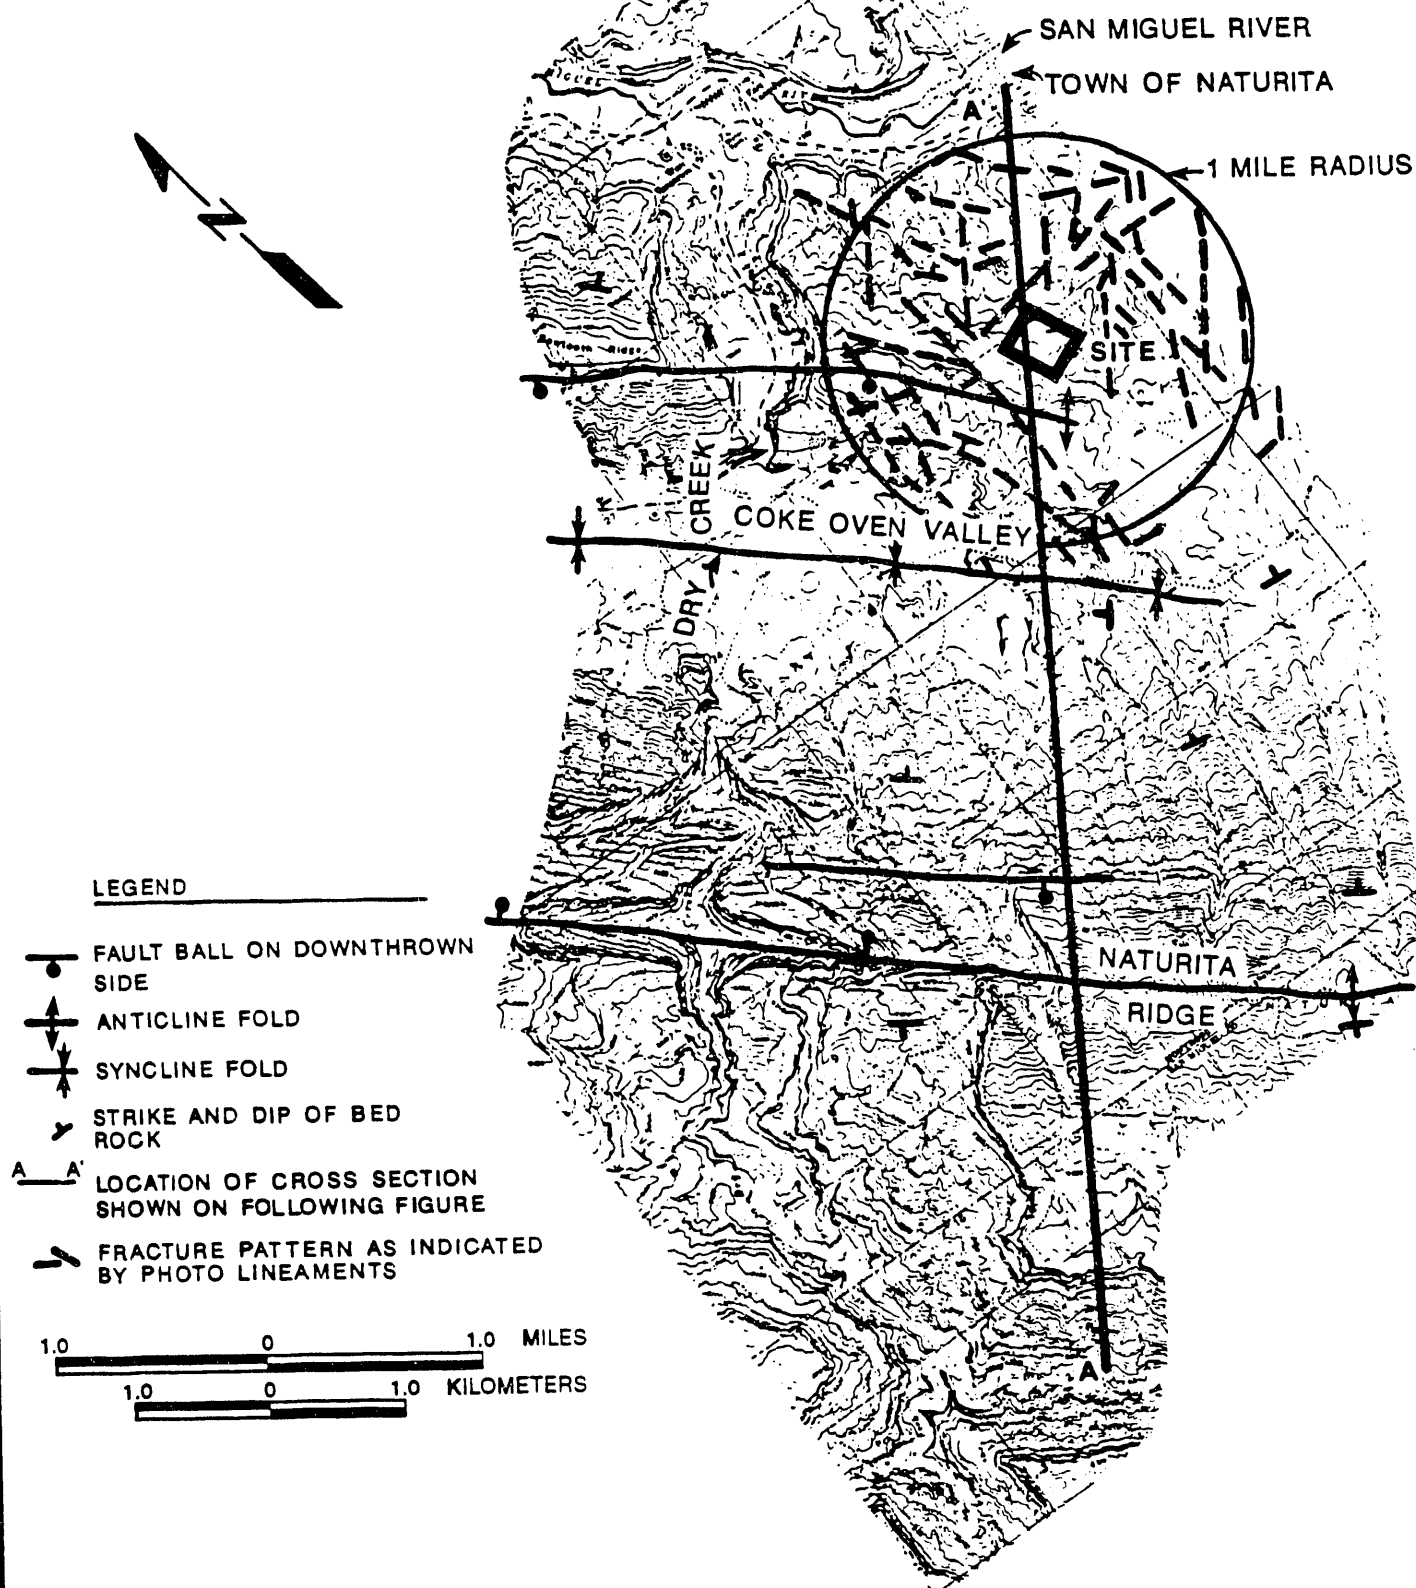 SAN MIGUEL RIVER
TOWN OF NATURITA
A
1 MILE RADIUS
SITE
CREEK
COKE OVEN VALLEY
DRY
NATURITA
RIDGE
A
LEGEND
FAULT BALL ON DOWNTHROWN
SIDE
ANTICLINE FOLD
SYNCLINE FOLD
STRIKE AND DIP OF BED
ROCK
A A'
LOCATION OF CROSS SECTION
SHOWN ON FOLLOWING FIGURE
FRACTURE PATTERN AS INDICATED
BY PHOTO LINEAMENTS
1.0 0 1.0 MILES
1.0 0 1.0 KILOMETERS